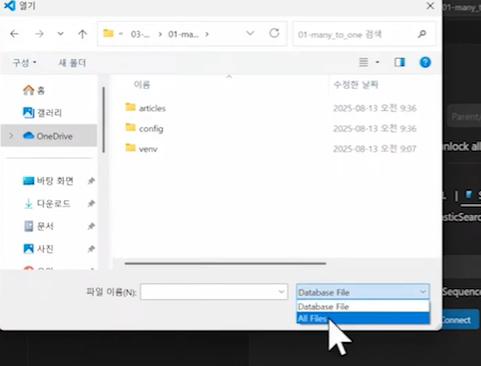 열기
01-many_to
03-...
01-ma...
01-many_to_one 검색
구성
새 폴더
이름
수정한 날짜
홈
갤러리
OneDrive
바탕 화면
다운로드
문서
사진
articles
2025-08-13 오전 9:36
config
2025-08-13 오전 9:36
venv
2025-08-13 오전 9:07
파일 이름(N):
Database File
Database File
All Files
Parent/
nlock all
sticSearc
Sequence
Connect